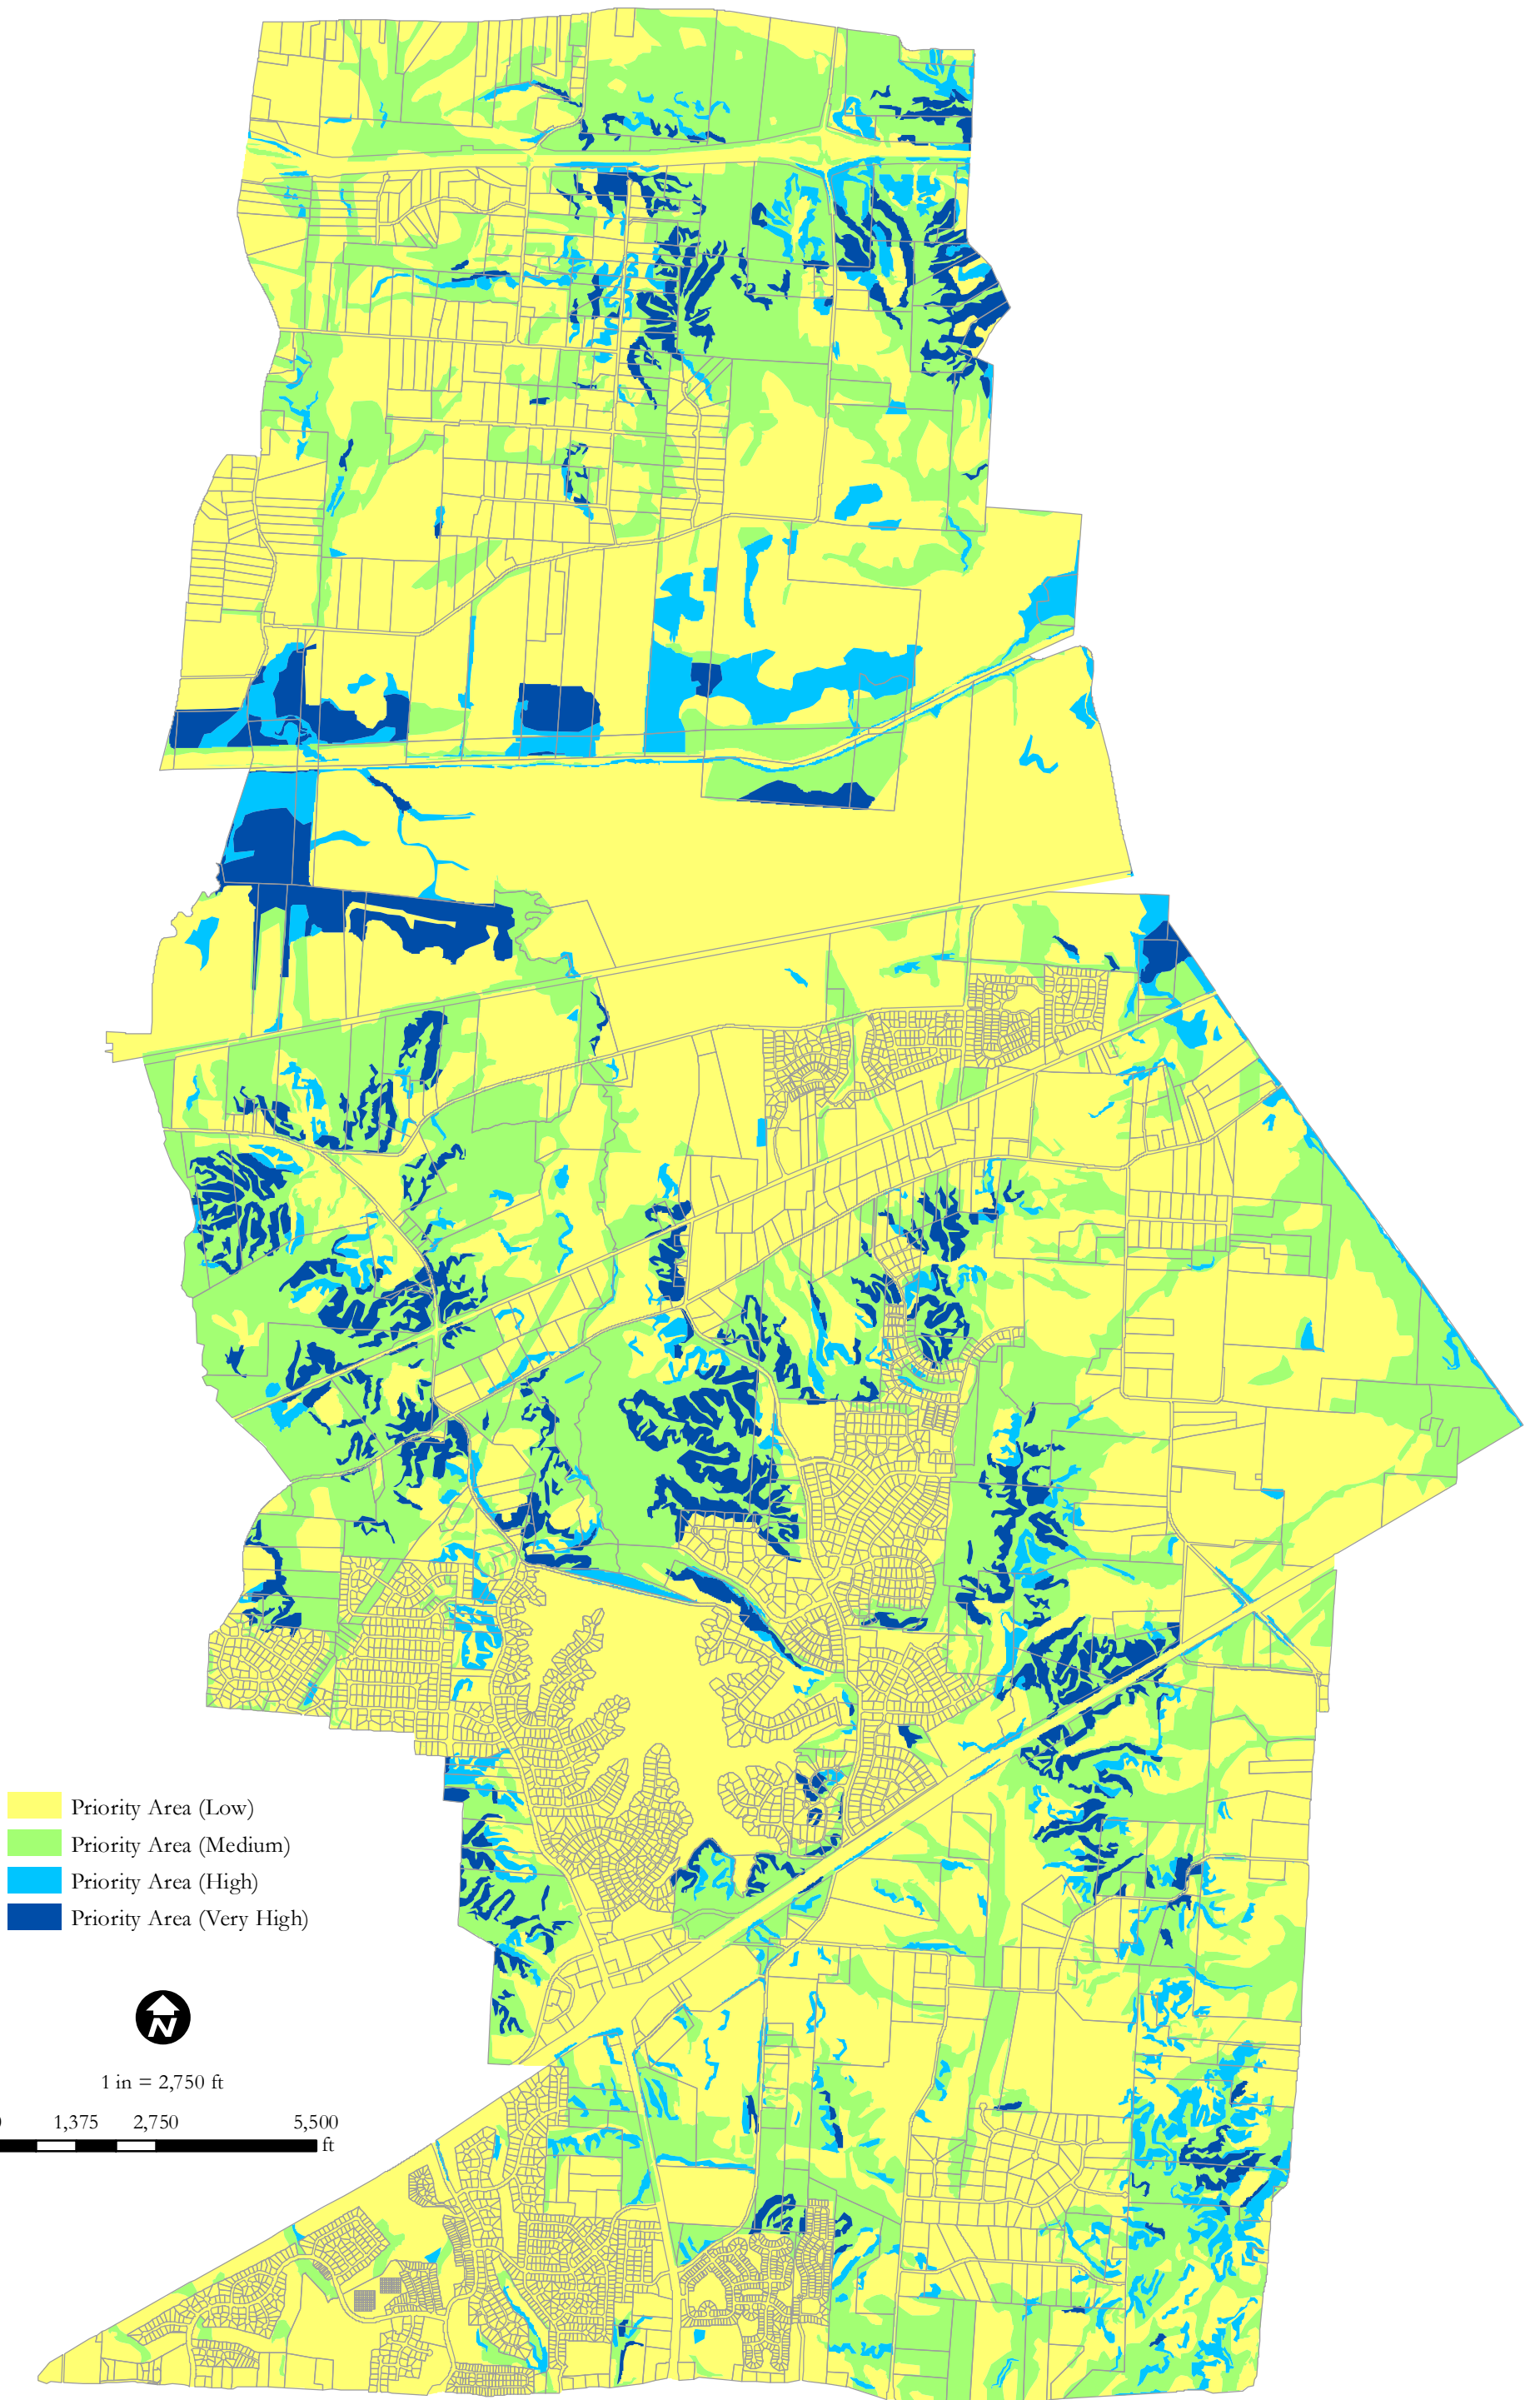 Priority Area (Low)
Priority Area (Medium)
Priority Area (High)
Priority Area (Very High)
N
1 in = 2,750 ft
1,375 2,750 5,500
ft